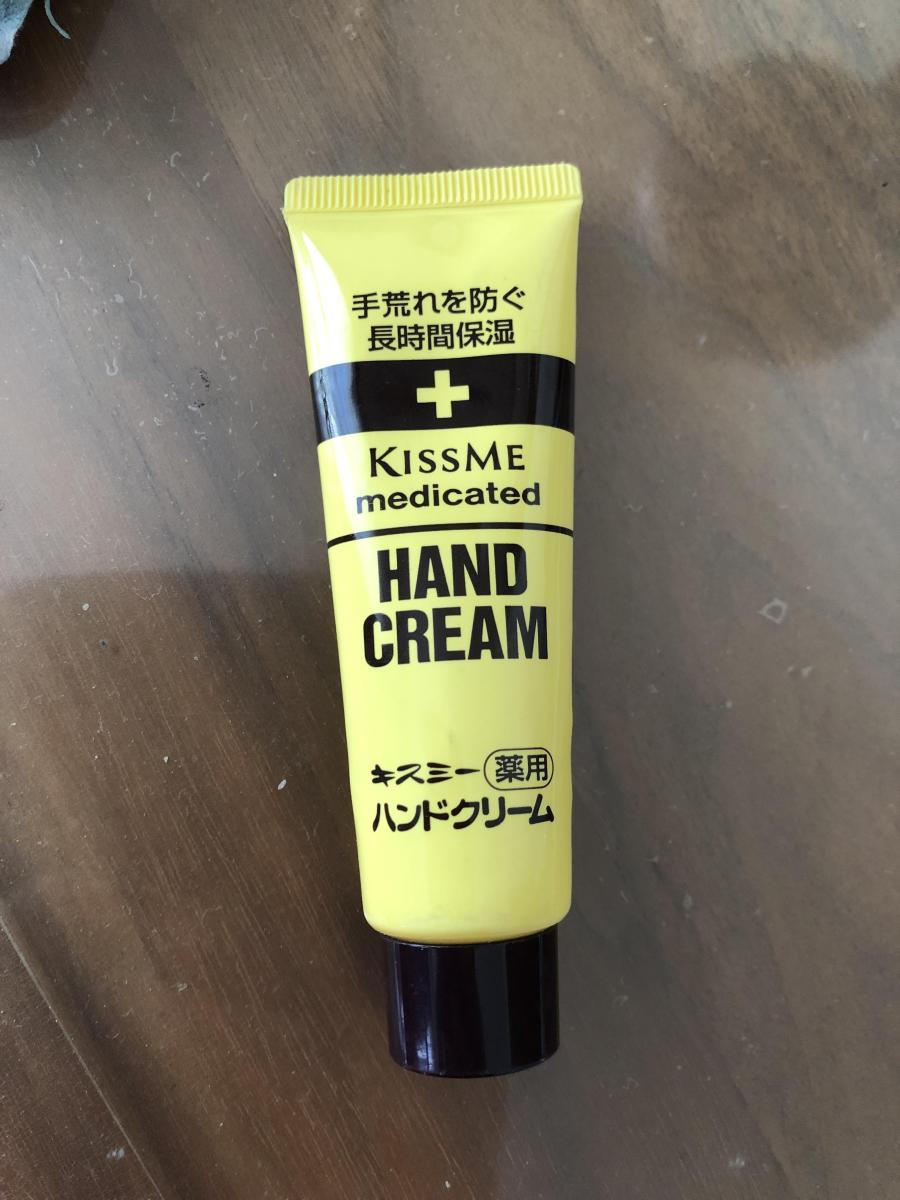 手荒れを防ぐ
長時間保湿
KISSME
medicated
HAND
CREAM
キスミー 薬用
ハンドクリーム